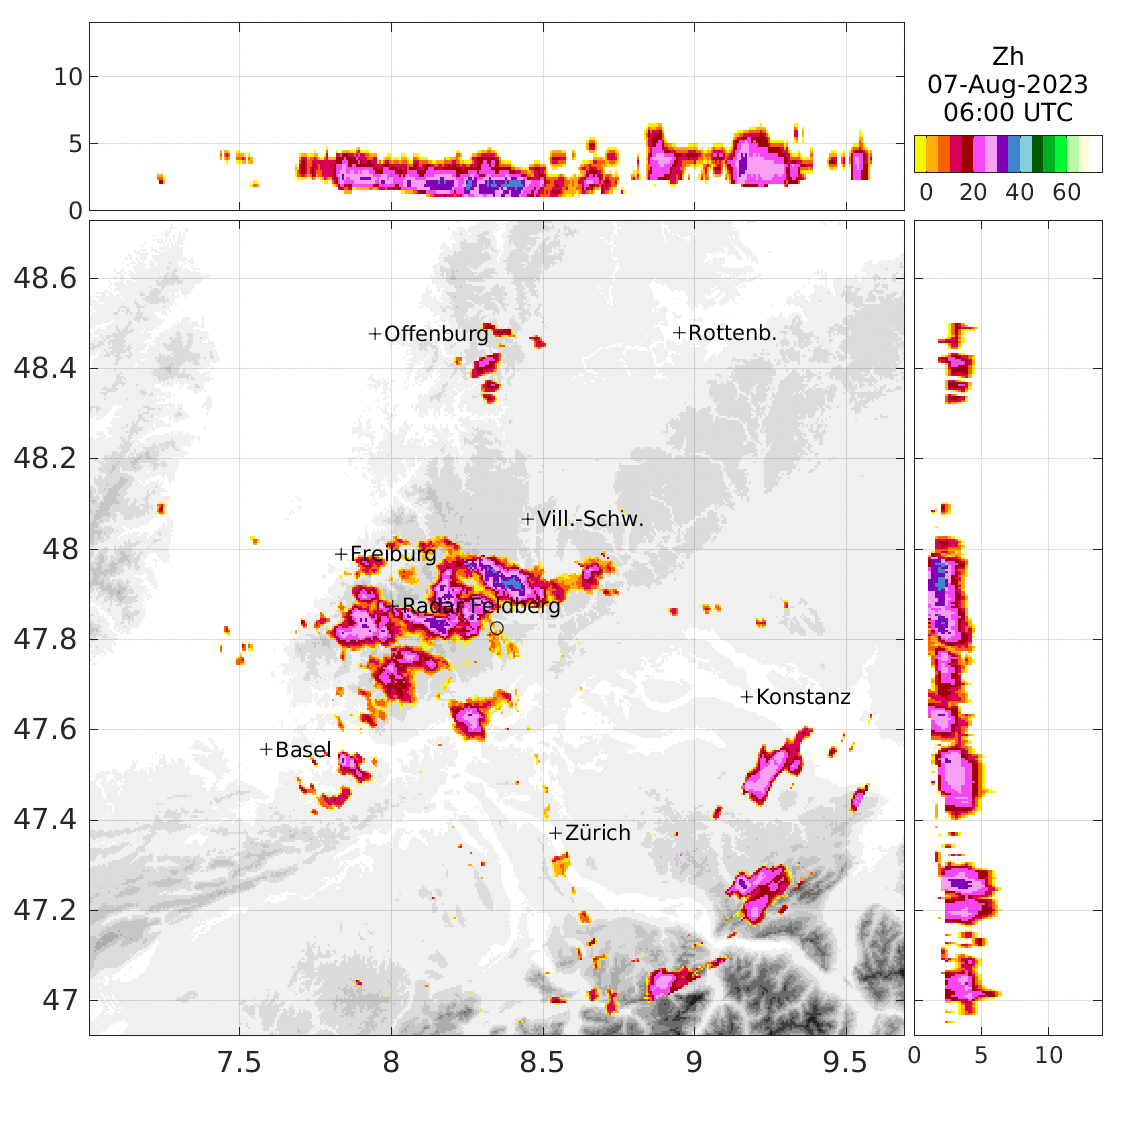 10
5
0
Zh
07-Aug-2023
06:00 UTC
0 20 40 60
48.6
48.4
48.2
48
47.8
47.6
47.4
47.2
47
+Offenburg
+Rottenb.
+Vill.-Schw.
+Freiburg
+Radar Feldberg
+Konstanz
+Basel
+Zürich
7.5 8 8.5 9 9.5
0 5 10